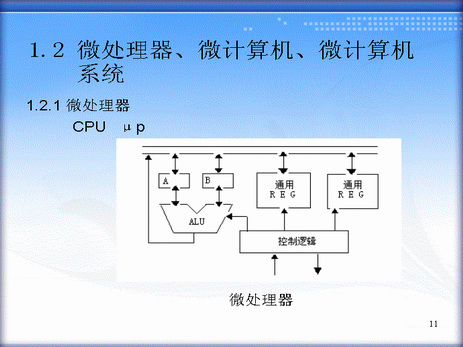 1.2 微处理器、微计算机、微计算机
系统
1.2.1 微处理器
CPU μp
A B 通用 通用
REG REG
ALU
控制逻辑
微处理器
11